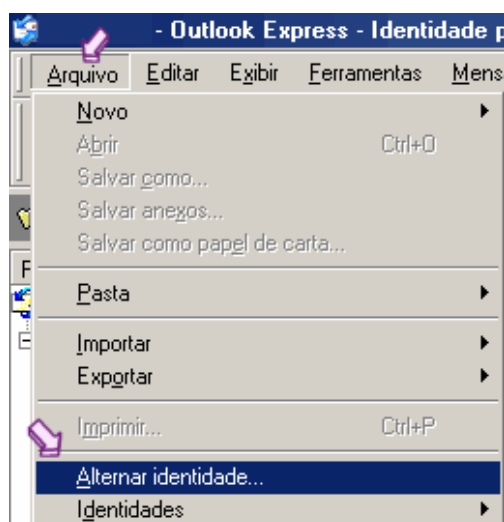 - Outlook Express - Identidade p
Arquivo Editar Exibir Ferramentas Mens
Novo
Abrir Ctrl+O
Salvar como...
Salvar anexos...
Salvar como papel de carta...
Pasta
Importar
Exportar
Imprimir... Ctrl+P
Alternar identidade...
Identidades